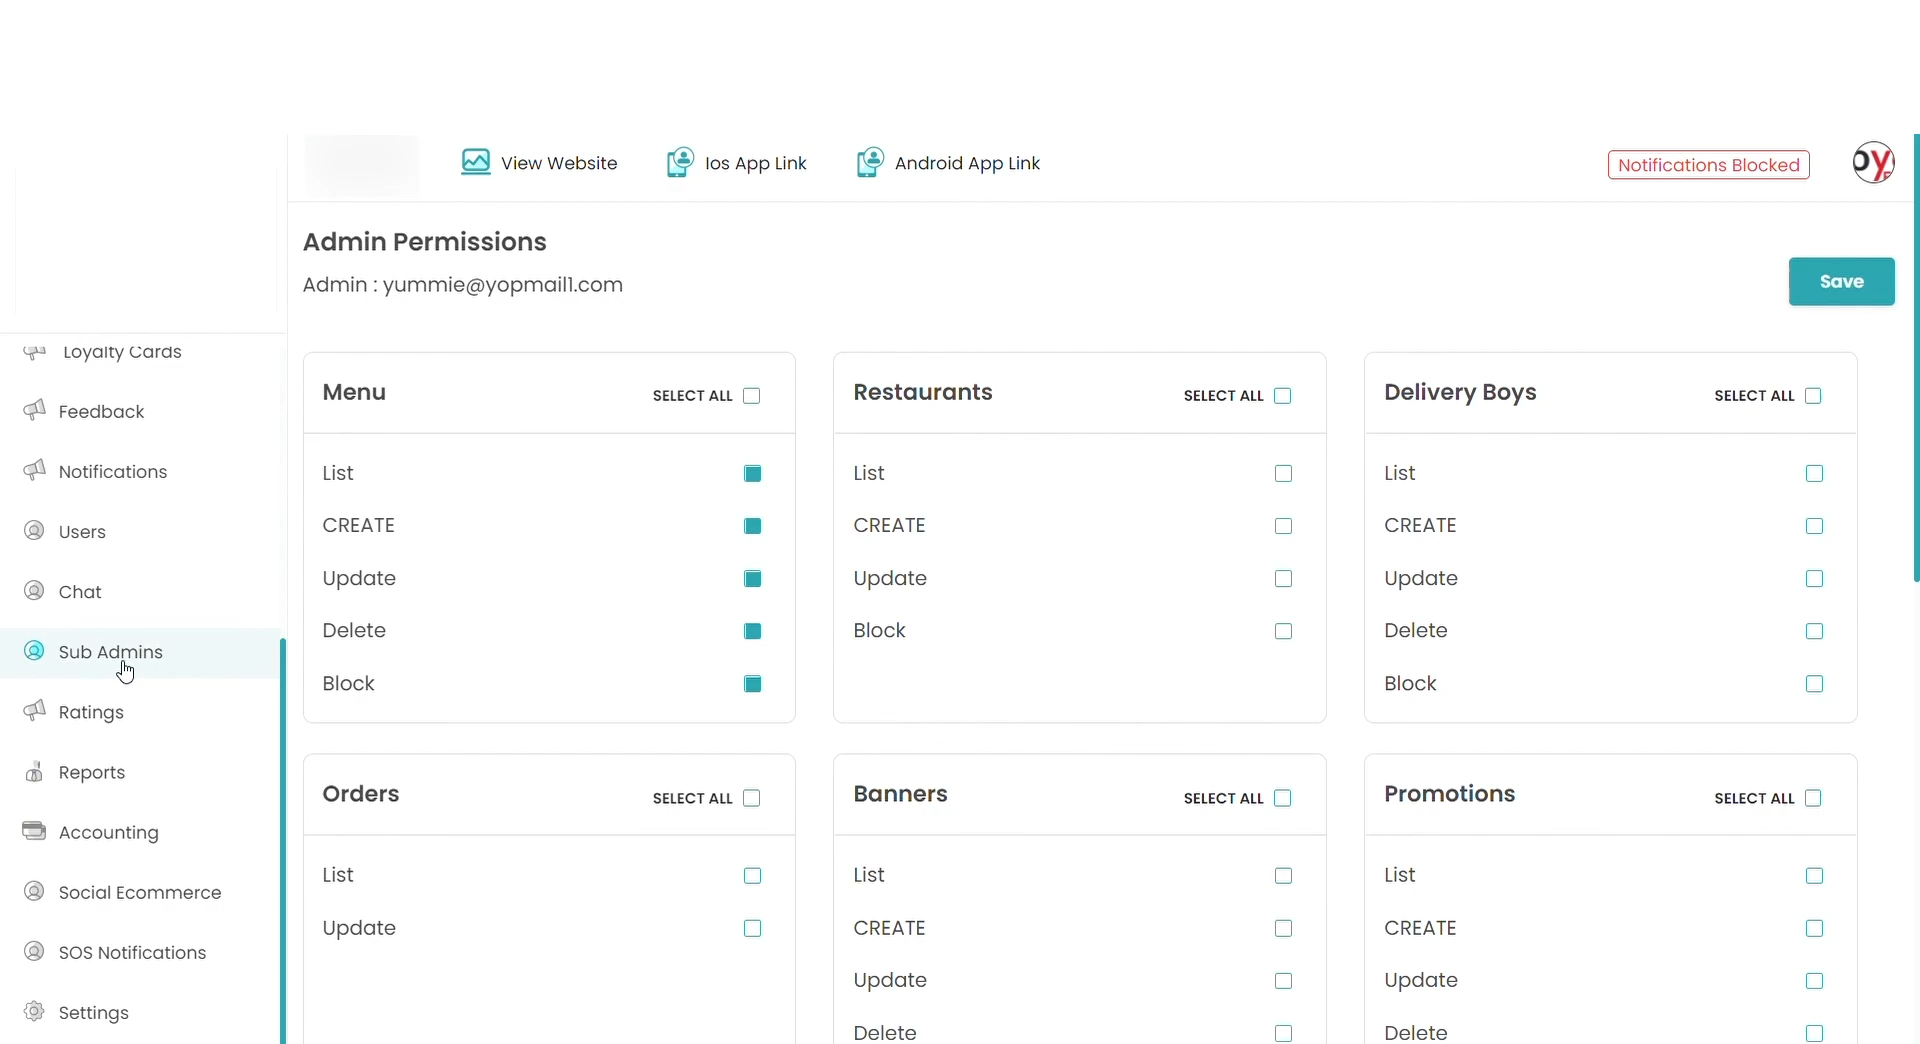 View Website
Ios App Link
Android App Link
Notifications Blocked
Admin Permissions
Admin : yummie@yopmail1.com
Save
Loyalty Cards
Feedback
Notifications
Users
Chat
Sub Admins
Ratings
Reports
Accounting
Social Ecommerce
SOS Notifications
Settings
Menu
SELECT ALL
List
CREATE
Update
Delete
Block
Restaurants
SELECT ALL
List
CREATE
Update
Block
Delivery Boys
SELECT ALL
List
CREATE
Update
Delete
Block
Orders
SELECT ALL
List
Update
Banners
SELECT ALL
List
CREATE
Update
Delete
Promotions
SELECT ALL
List
CREATE
Update
Delete